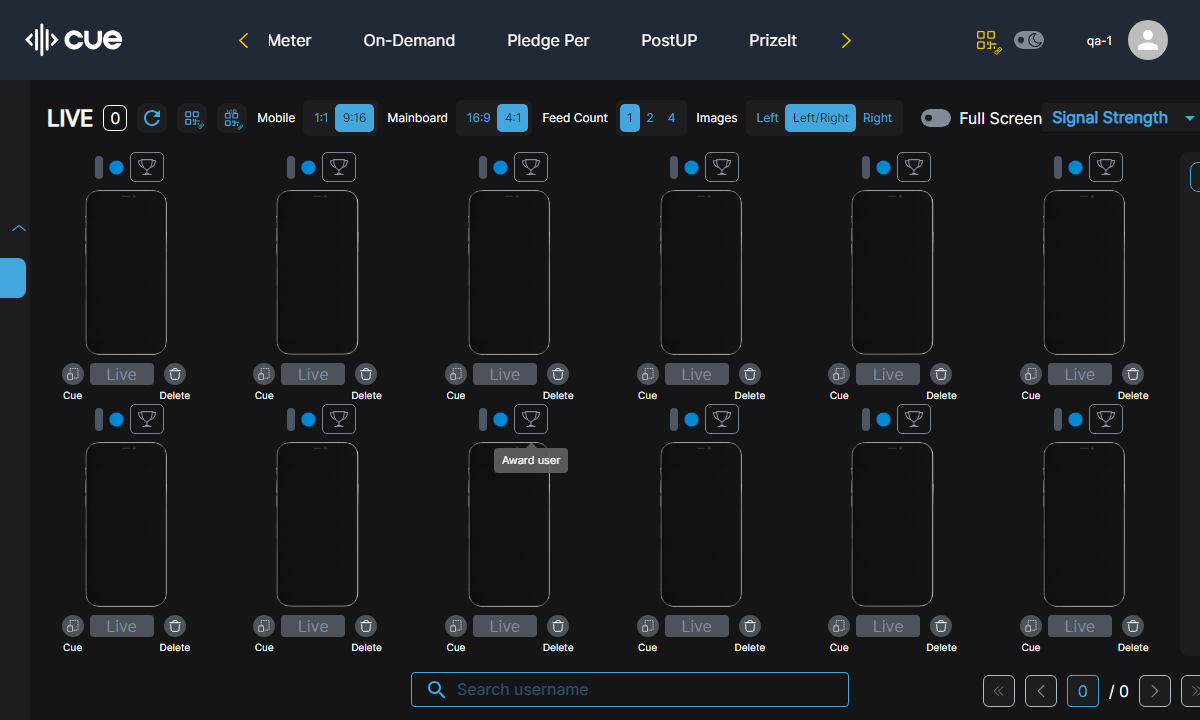 cue
Meter On-Demand Pledge Per PostUP PrizeIt
qa-1
LIVE 0 Mobile 1:1 9:16 Mainboard 16:9 4:1 Feed Count 1 2 4 Images Left Left/Right Right Full Screen Signal Strength
Live Live Live Live Live Live
Cue Delete Cue Delete Cue Delete Cue Delete Cue Delete Cue Delete
Award user
Live Live Live Live Live Live
Cue Delete Cue Delete Cue Delete Cue Delete Cue Delete Cue Delete
Search username
0 / 0